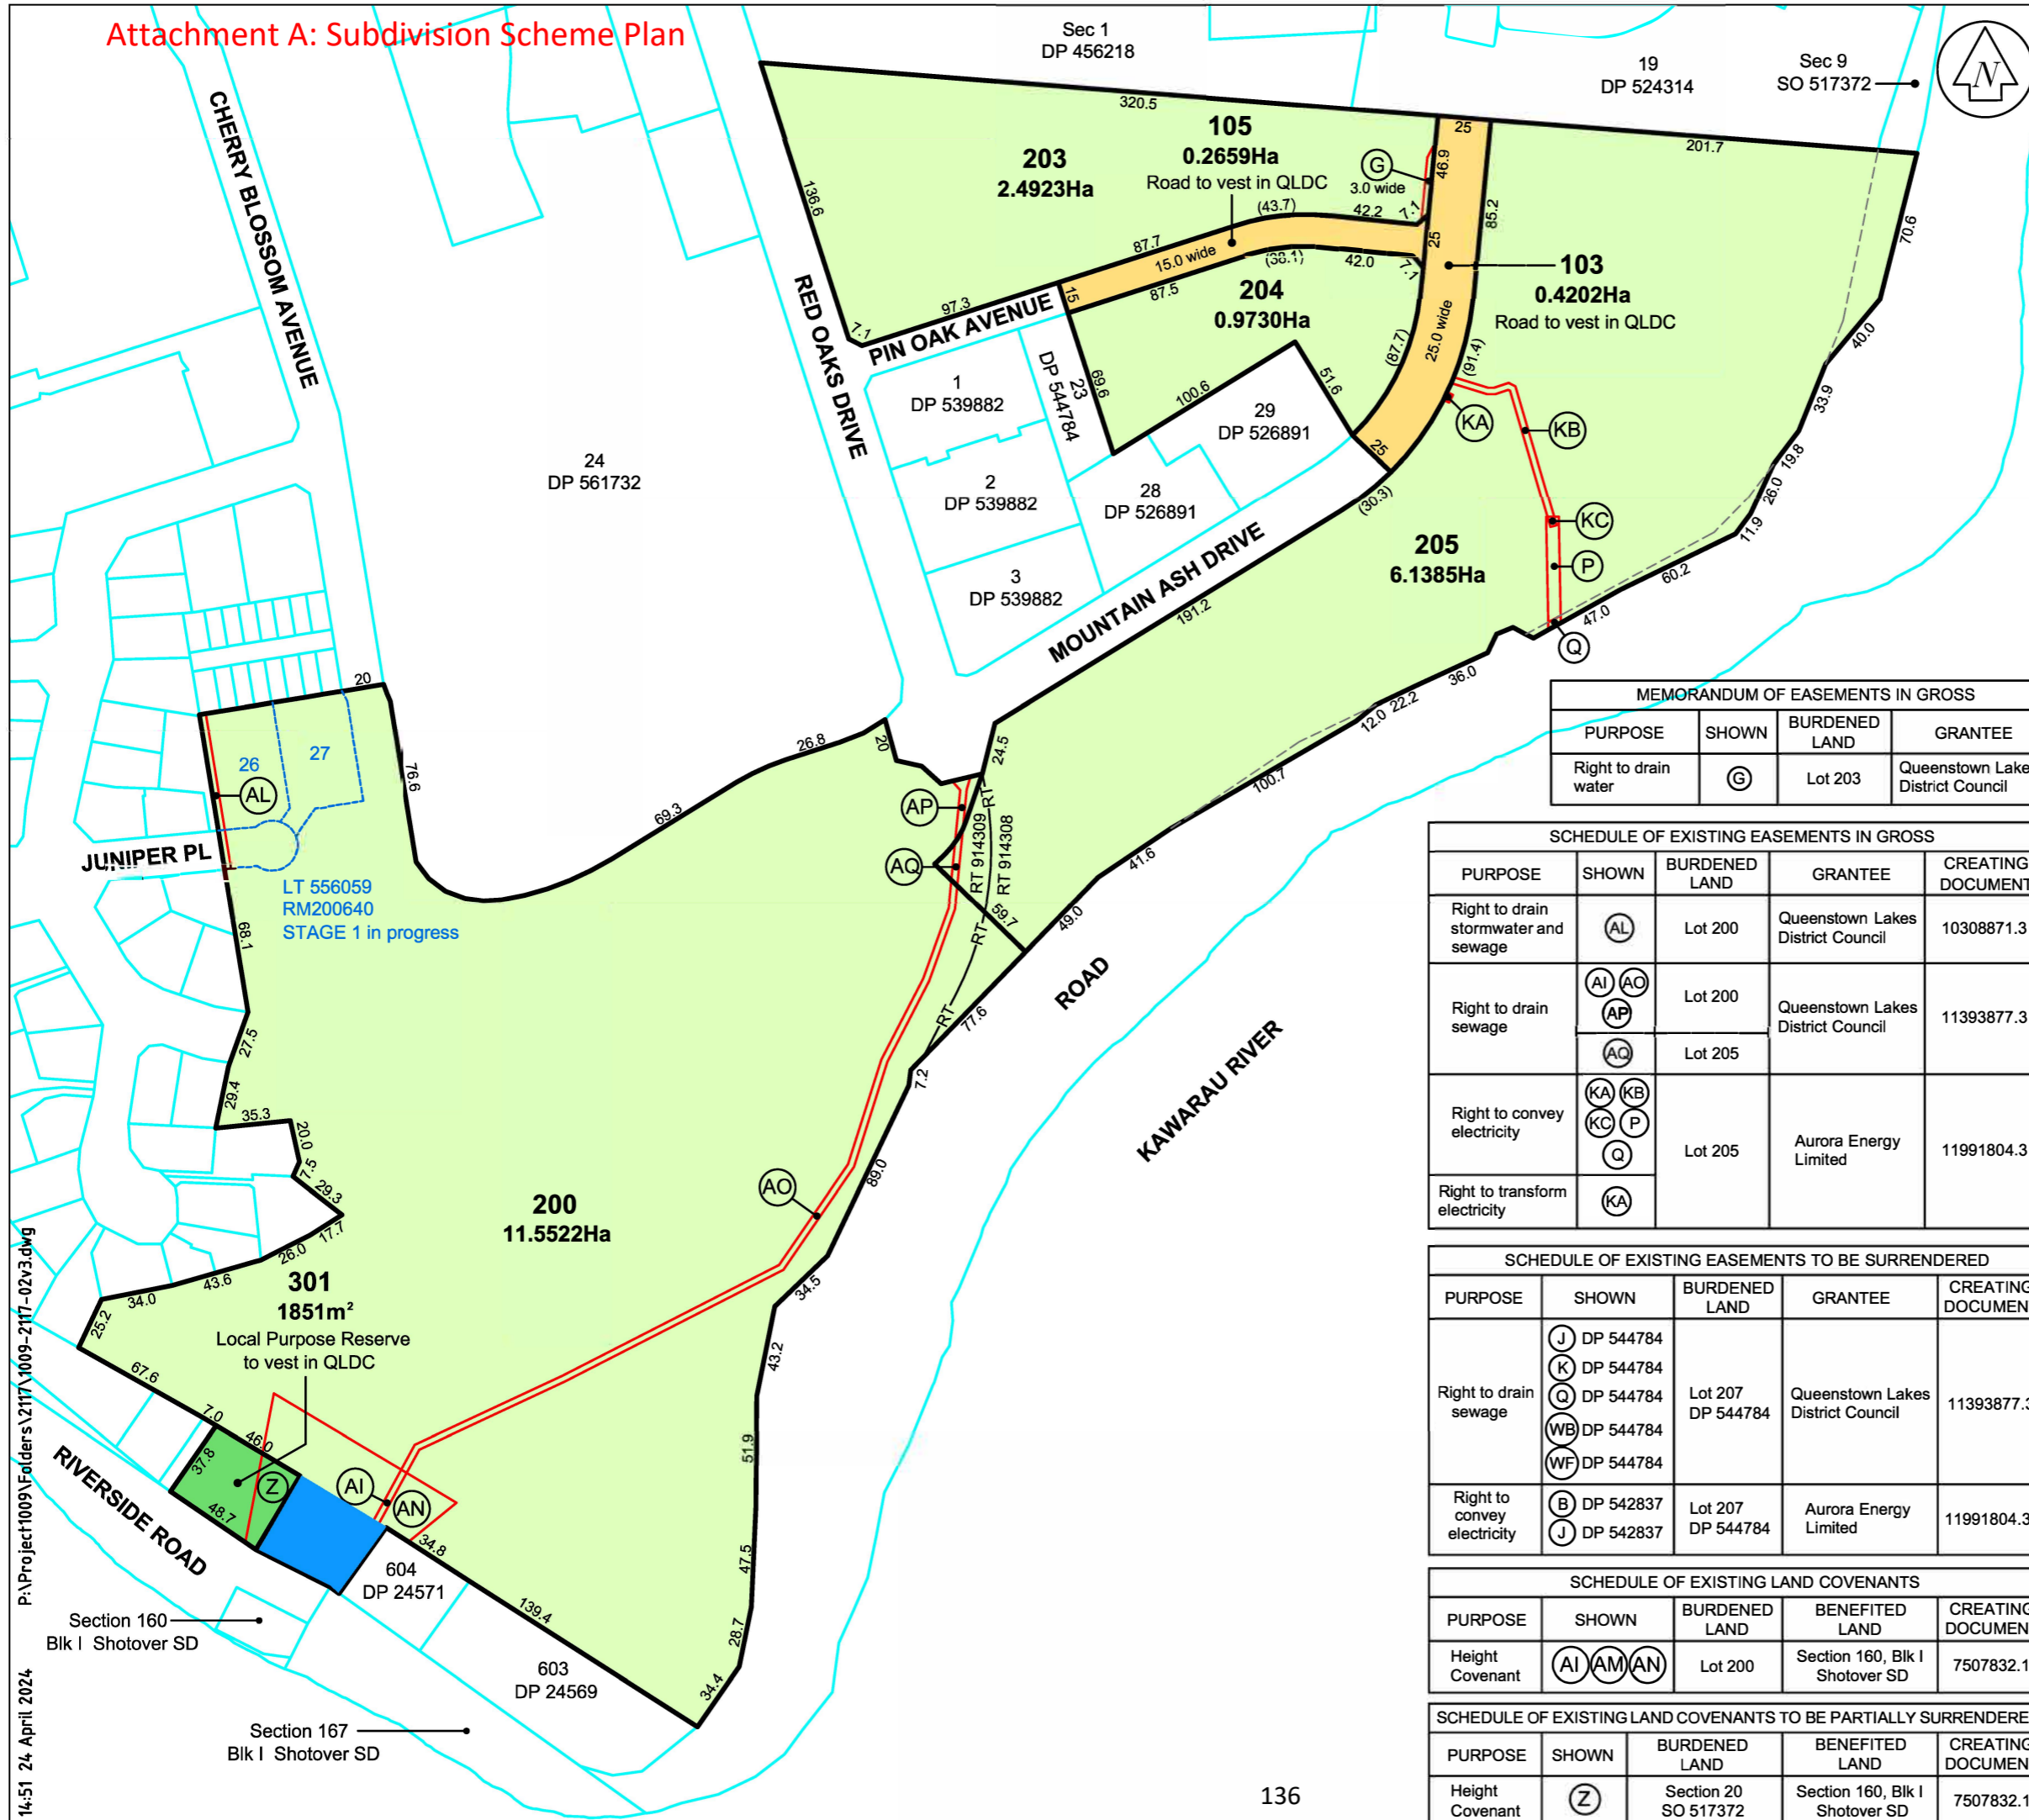 Attachment A: Subdivision Scheme Plan
Sec 1
DP 456218
19
DP 524314
Sec 9
SO 517372
N
CHERRY BLOSSOM AVENUE
320.5
105
0.2659Ha
Road to vest in QLDC
203
2.4923Ha
G
3.0 wide
25
46.9
201.7
136.6
(43.7)
42.2
7.1
85.2
70.6
87.7
15.0 wide
(38.1)
42.0
7.1
25
103
0.4202Ha
Road to vest in QLDC
RED OAKS DRIVE
97.3
7.1
15
87.5
204
0.9730Ha
PIN OAK AVENUE
25.0 wide
(87.7)
(91.4)
40.0
1
DP 539882
23
DP 544784
69.6
100.6
51.6
33.9
29
DP 526891
KA
KB
25
24
DP 561732
2
DP 539882
28
DP 526891
(30.3)
19.8
26.0
11.9
KC
205
6.1385Ha
P
3
DP 539882
MOUNTAIN ASH DRIVE
191.2
60.2
47.0
Q
36.0
22.2
12.0
20
26
27
AL
76.6
26.8
20
24.5
100.7
69.3
AP
AQ
RT
RT 914309
RT 914308
RT
RT
JUNIPER PL
LT 556059
RM200640
STAGE 1 in progress
68.1
41.6
59.7
49.0
ROAD
77.6
27.5
29.4
35.3
20.0
7.5
29.3
17.7
26.0
43.6
34.0
25.2
7.2
KAWARAU RIVER
89.0
AO
200
11.5522Ha
34.5
301
1851m²
Local Purpose Reserve
to vest in QLDC
43.2
67.6
7.0
46.0
37.8
48.7
Z
AI
AN
51.9
34.8
RIVERSIDE ROAD
604
DP 24571
47.5
139.4
28.7
34.4
Section 160
Blk I Shotover SD
603
DP 24569
Section 167
Blk I Shotover SD
MEMORANDUM OF EASEMENTS IN GROSS
PURPOSE SHOWN BURDENED LAND GRANTEE
Right to drain water G Lot 203 Queenstown Lake District Council
SCHEDULE OF EXISTING EASEMENTS IN GROSS
PURPOSE SHOWN BURDENED LAND GRANTEE CREATING DOCUMENT
Right to drain stormwater and sewage AL Lot 200 Queenstown Lakes District Council 10308871.3
Right to drain sewage AI AO AP Lot 200 Queenstown Lakes District Council 11393877.3
AQ Lot 205
Right to convey electricity KA KB KC P Q Lot 205 Aurora Energy Limited 11991804.3
Right to transform electricity KA
SCHEDULE OF EXISTING EASEMENTS TO BE SURRENDERED
PURPOSE SHOWN BURDENED LAND GRANTEE CREATING DOCUMEN
Right to drain sewage
J DP 544784
K DP 544784
Q DP 544784
WB DP 544784
WF DP 544784
Lot 207 DP 544784 Queenstown Lakes District Council 11393877.3
Right to convey electricity
B DP 542837
J DP 542837
Lot 207 DP 544784 Aurora Energy Limited 11991804.3
SCHEDULE OF EXISTING LAND COVENANTS
PURPOSE SHOWN BURDENED LAND BENEFITED LAND CREATING DOCUMEN
Height Covenant AI AM AN Lot 200 Section 160, Blk I Shotover SD 7507832.1
SCHEDULE OF EXISTING LAND COVENANTS TO BE PARTIALLY SURRENDERE
PURPOSE SHOWN BURDENED LAND BENEFITED LAND CREATING DOCUMEN
Height Covenant Z Section 20 SO 517372 Section 160, Blk I Shotover SD 7507832.1
136
P:\Project1009\Folders\2117\1009-2117-02v3.dwg
14:51 24 April 2024